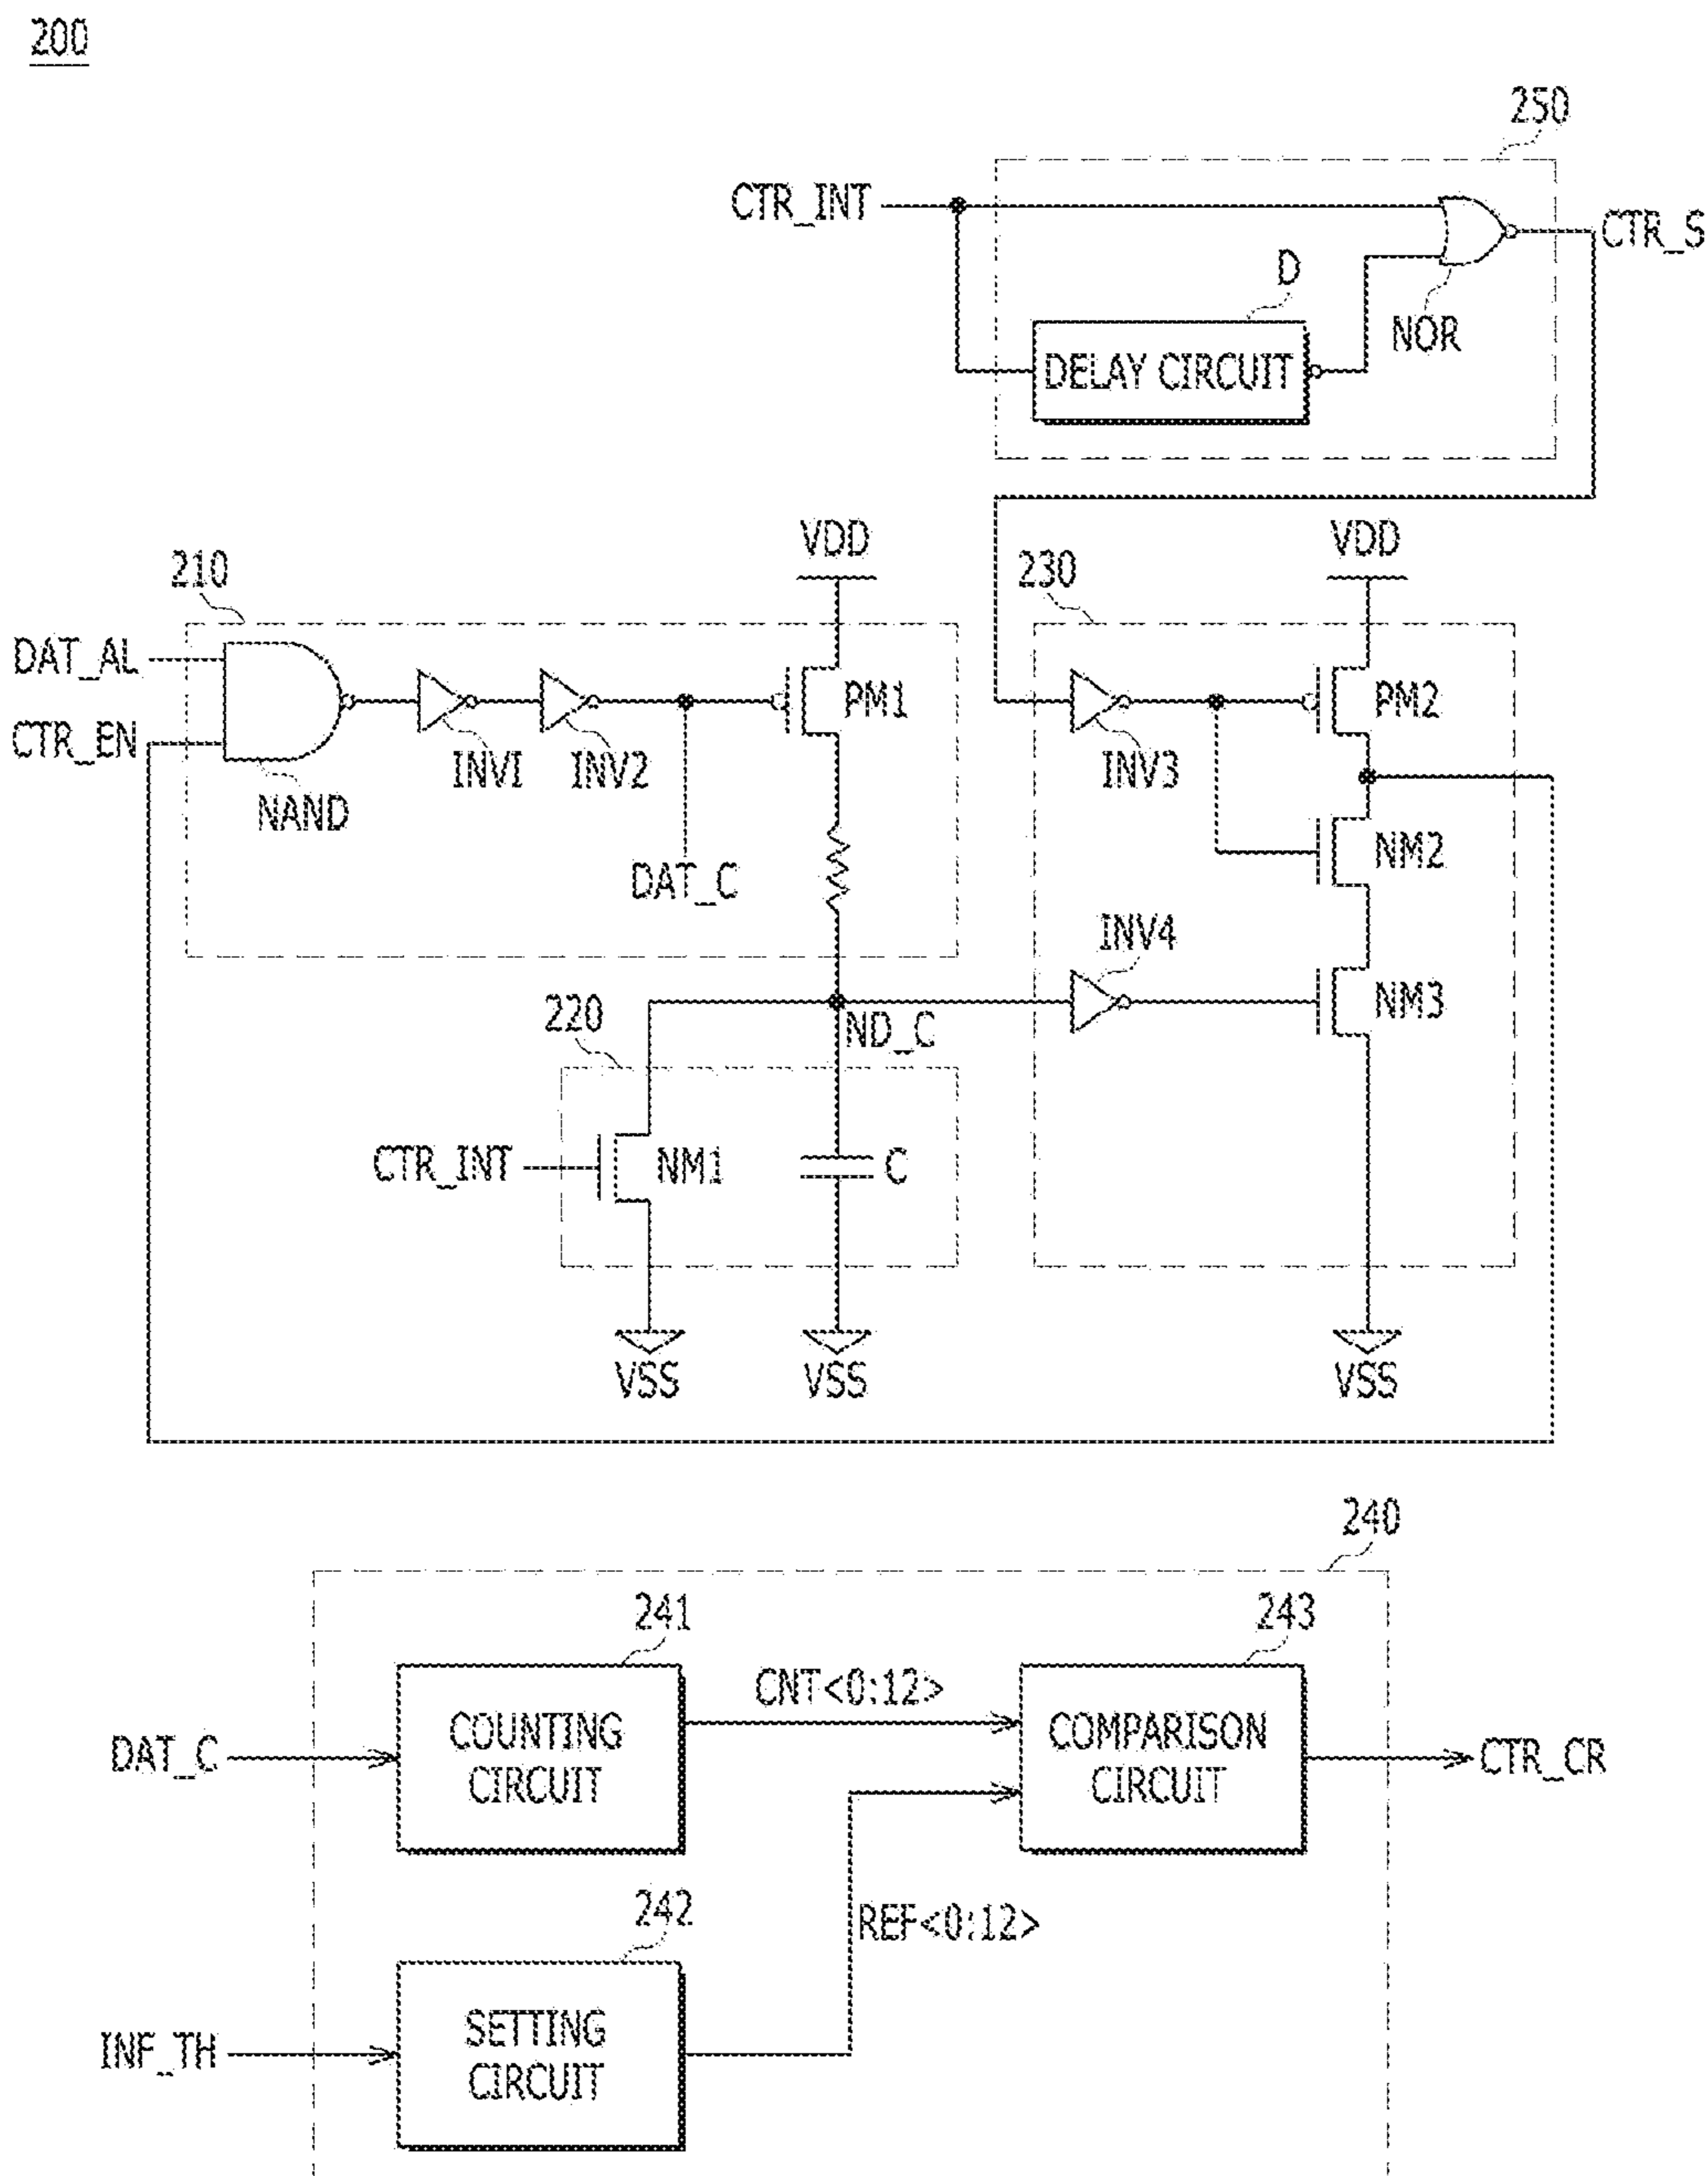 200
250
CTR_INT
CTR_S
D
NOR
DELAY CIRCUIT
VDD
VDD
210
230
DAT_AL
PM1
PM2
CTR_EN
INV1
INV2
INV3
NAND
NM2
DAT_C
INV4
220
ND_C
NM3
CTR_INT
NM1
C
VSS
VSS
VSS
240
241
243
CNT<0:12>
COUNTING
CIRCUIT
COMPARISON
CIRCUIT
DAT_C
CTR_CR
242
REF<0:12>
SETTING
CIRCUIT
INF_TH